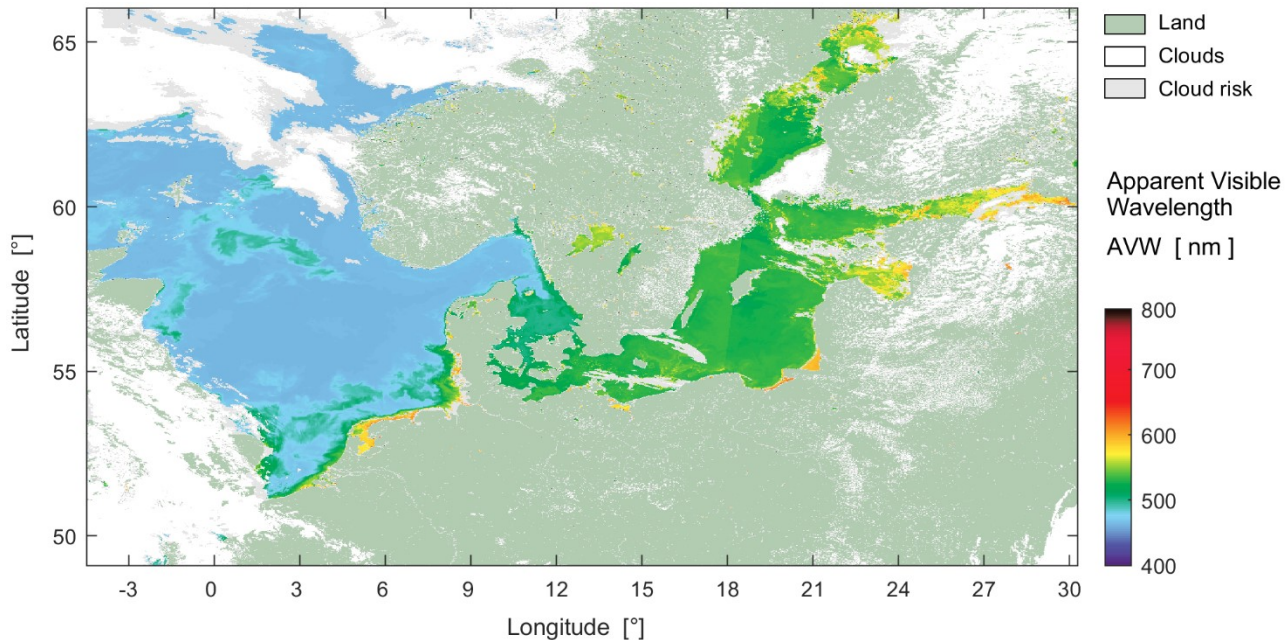 Land
Clouds
Cloud risk
Apparent Visible
Wavelength
AVW [ nm ]
800
700
600
500
400
65
60
55
50
Latitude [°]
-3 0 3 6 9 12 15 18 21 24 27 30
Longitude [°]